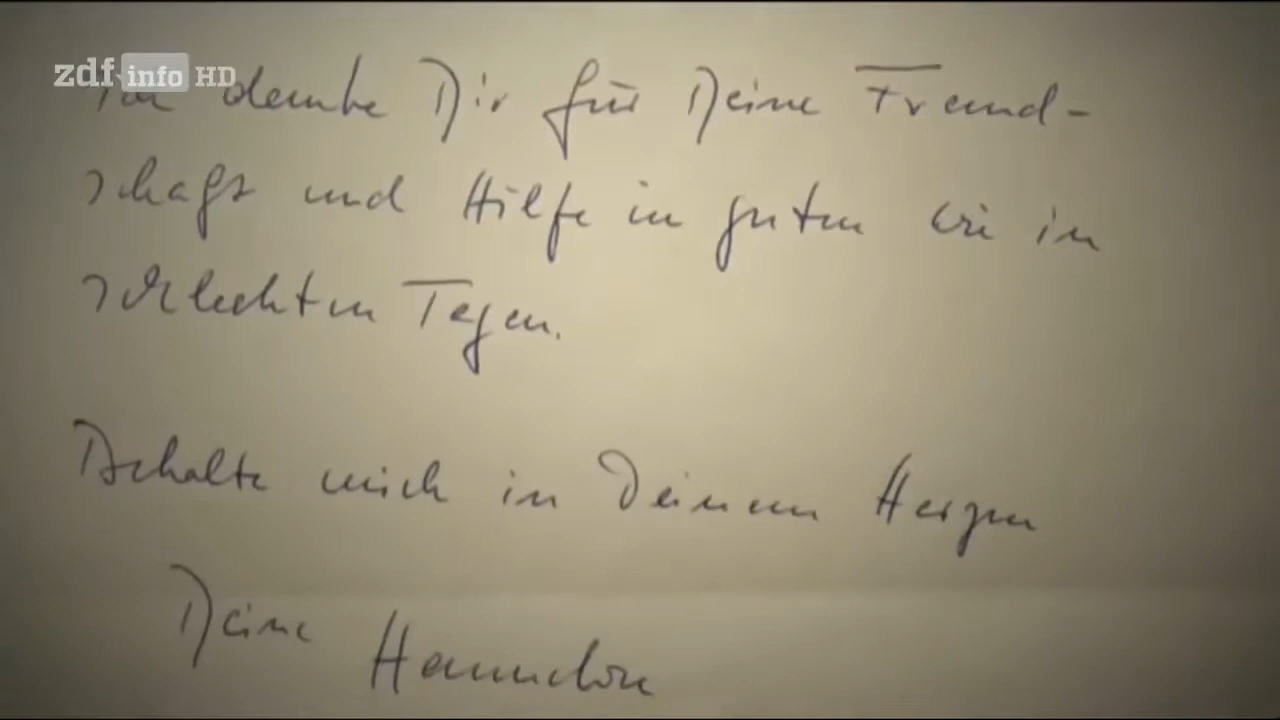 zdf info HD
Ich danke Dir für Deine Freund-
schaft und Hilfe in guten wie in
schlechten Tagen.
Behalte mich in Deinem Herzen
Deine Hannelore